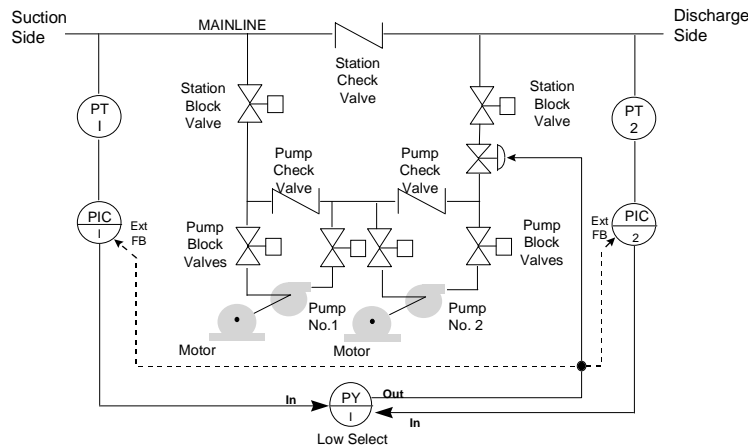 Suction
Side
MAINLINE
Discharge
Side
Station
Check
Valve
Station
Block
Valve
Station
Block
Valve
PT
I
PT
2
Pump
Check
Valve
Pump
Check
Valve
PIC
I
Ext
FB
Pump
Block
Valves
Pump
Block
Valves
Ext
FB
PIC
2
Pump
No.1
Pump
No. 2
Motor
Motor
In
PY
I
Out
In
Low Select